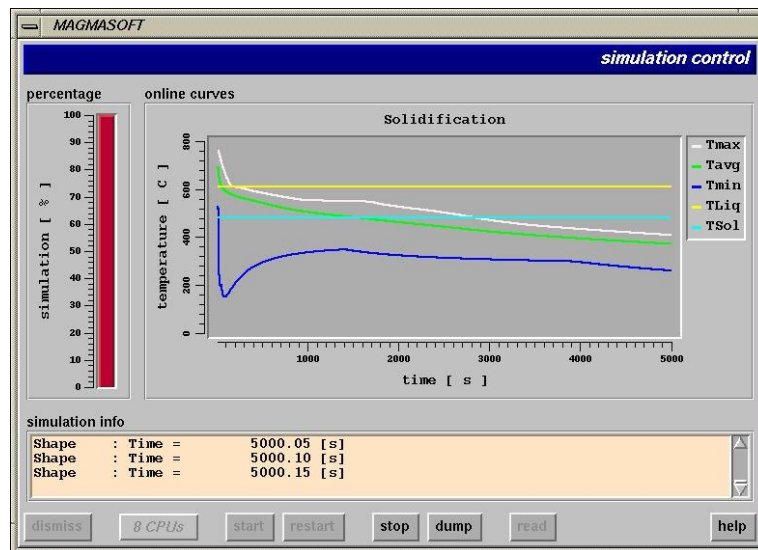 MAGMASOFT
simulation control
percentage
online curves
100
90
80
70
60
50
40
30
20
10
0
simulation [ % ]
Solidification
800
600
400
200
0
temperature [ C ]
1000 2000 3000 4000 5000
time [ s ]
Tmax
Tavg
Tmin
TLiq
TSol
simulation info
Shape : Time = 5000.05 [s]
Shape : Time = 5000.10 [s]
Shape : Time = 5000.15 [s]
dismiss 8 CPUs start restart stop dump read help